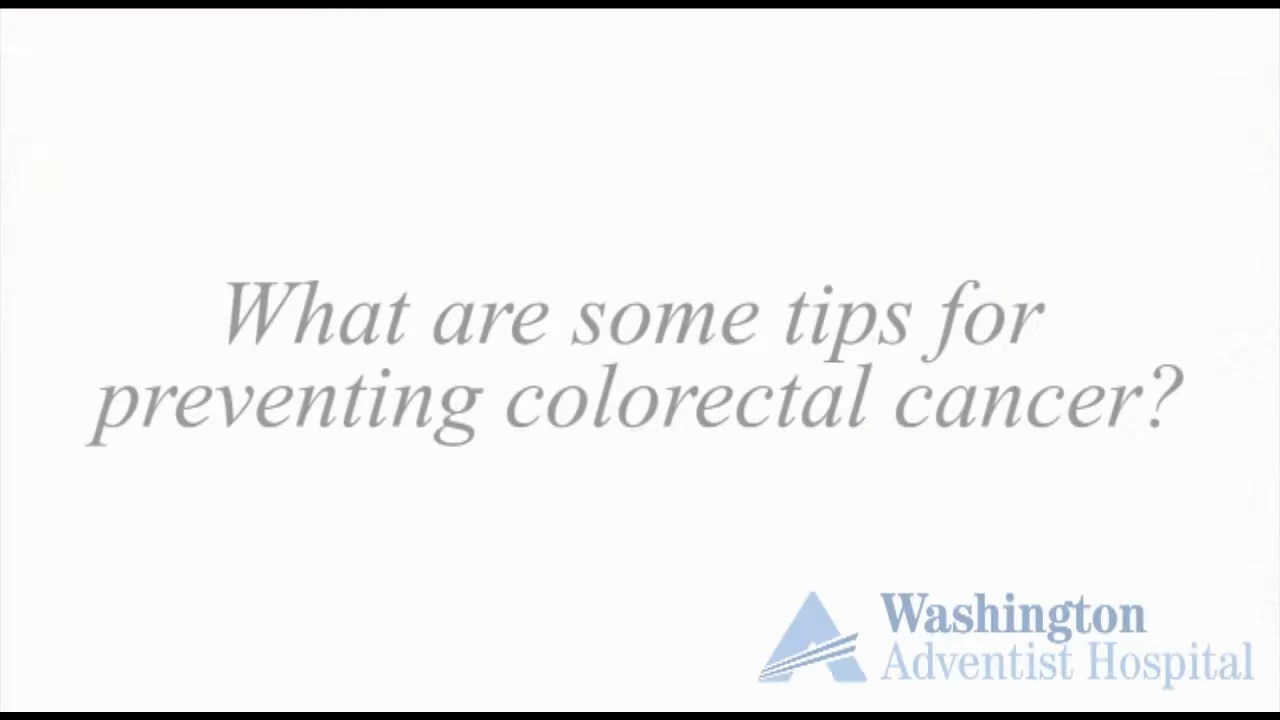 What are some tips for
preventing colorectal cancer?
Washington
Adventist Hospital